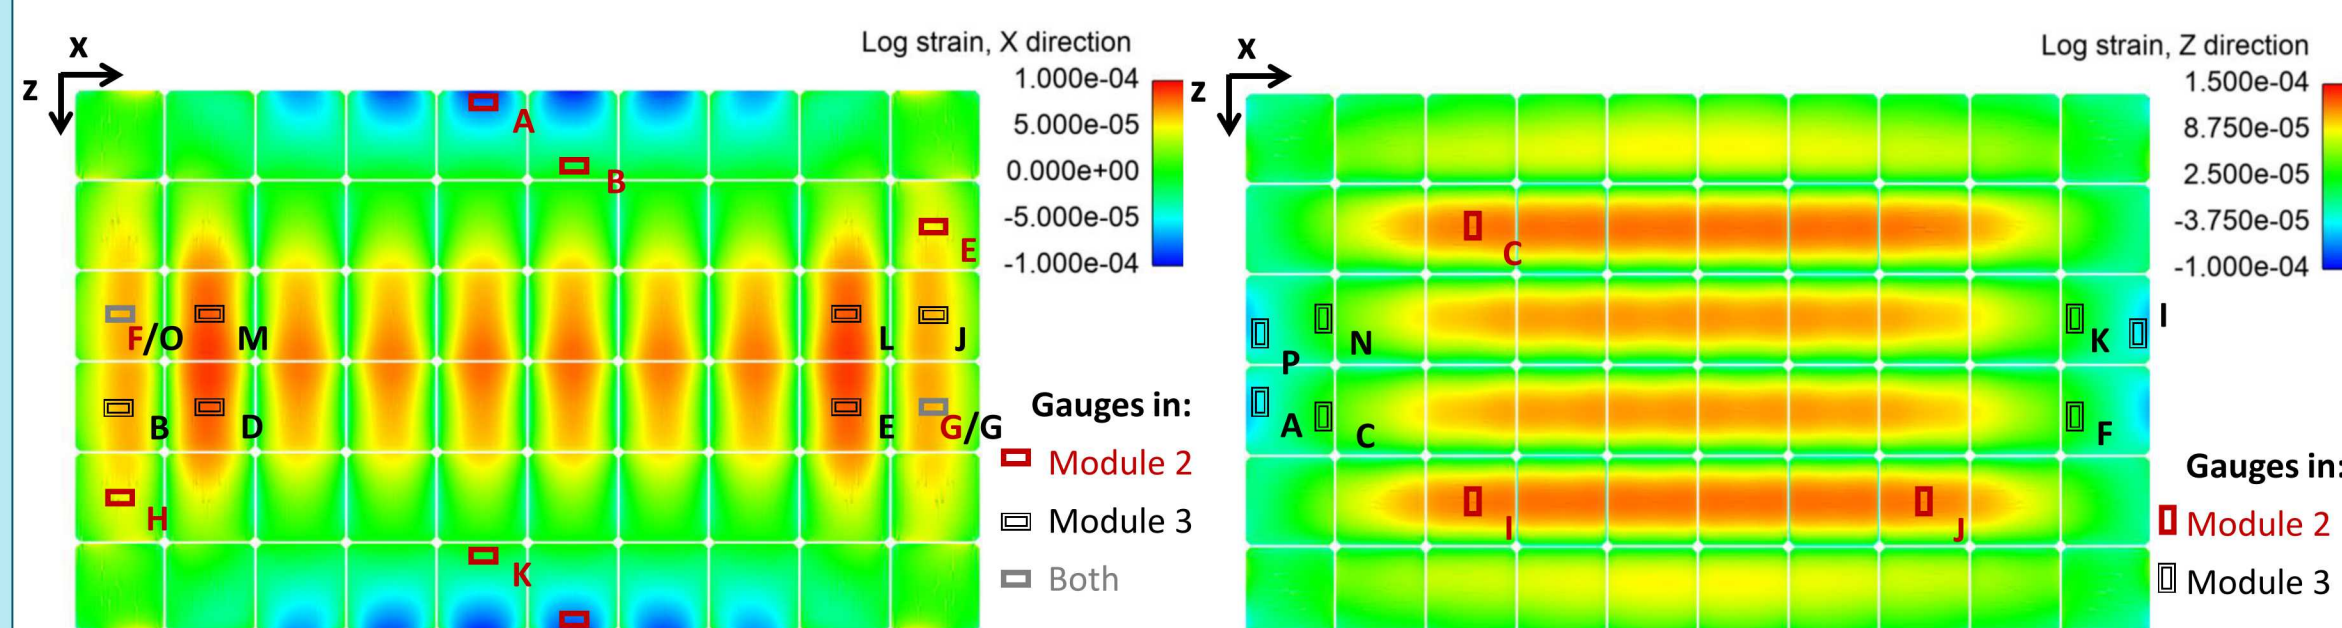 x
z
Log strain, X direction
1.000e-04
5.000e-05
0.000e+00
-5.000e-05
-1.000e-04
A
B
E
F/O
M
L
J
B
D
E
G/G
H
K
Gauges in:
Module 2
Module 3
Both
x
z
Log strain, Z direction
1.500e-04
8.750e-05
2.500e-05
-3.750e-05
-1.000e-04
C
I
N
K
P
A
C
F
I
J
Gauges in:
Module 2
Module 3